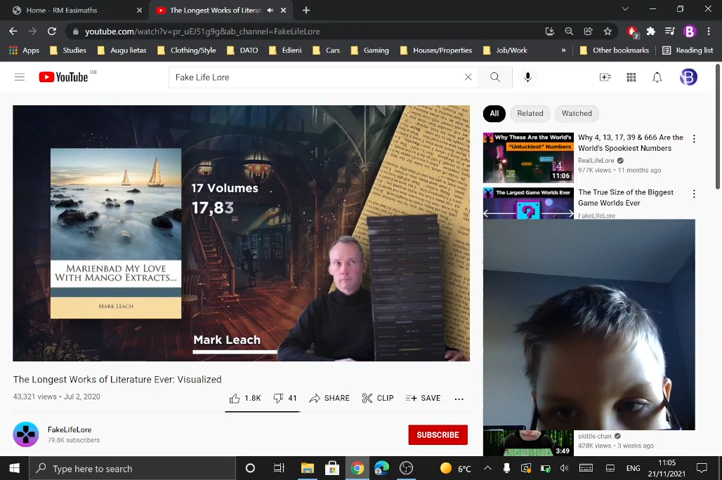 Home - RM Easimaths
The Longest Works of Literat
youtube.com/watch?v=pr_uEJ51g9g&ab_channel=FakeLifeLore
Apps Studies Augu lietas Clothing/Style DATO Edieni Cars Gaming Houses/Properties Job/Work » Other bookmarks Reading list
YouTube
Fake Life Lore
All Related Watched
17 Volumes
17,83
MARIENBAD MY LOVE
WITH MANGO EXTRACTS...
MARK LEACH
Mark Leach
Why These Are the World's
"Unluckiest" Numbers
11:06
Why 4, 13, 17, 39 & 666 Are the
World's Spookiest Numbers
RealLifeLore
977K views • 11 months ago
The Largest Game Worlds Ever
The True Size of the Biggest
Game Worlds Ever
FakeLifeLore
The Longest Works of Literature Ever: Visualized
43,321 views • Jul 2, 2020
1.8K 41 SHARE CLIP SAVE
FakeLifeLore
79.8K subscribers
SUBSCRIBE
skittle chan
428K views • 3 weeks ago
3:49
Type here to search
6°C
ENG
11:05
21/11/2021